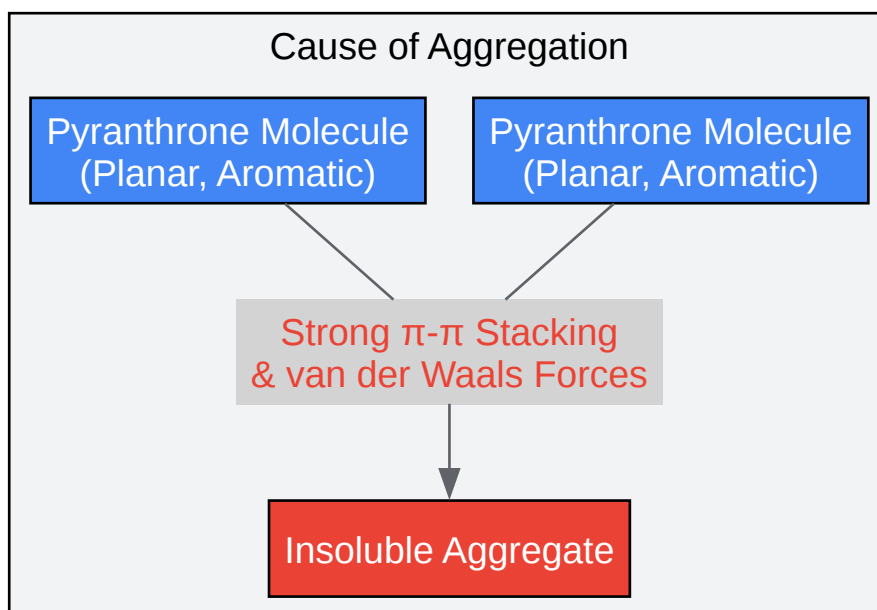 Cause of Aggregation
Pyranthrone Molecule
(Planar, Aromatic)
Pyranthrone Molecule
(Planar, Aromatic)
Strong π-π Stacking
& van der Waals Forces
Insoluble Aggregate